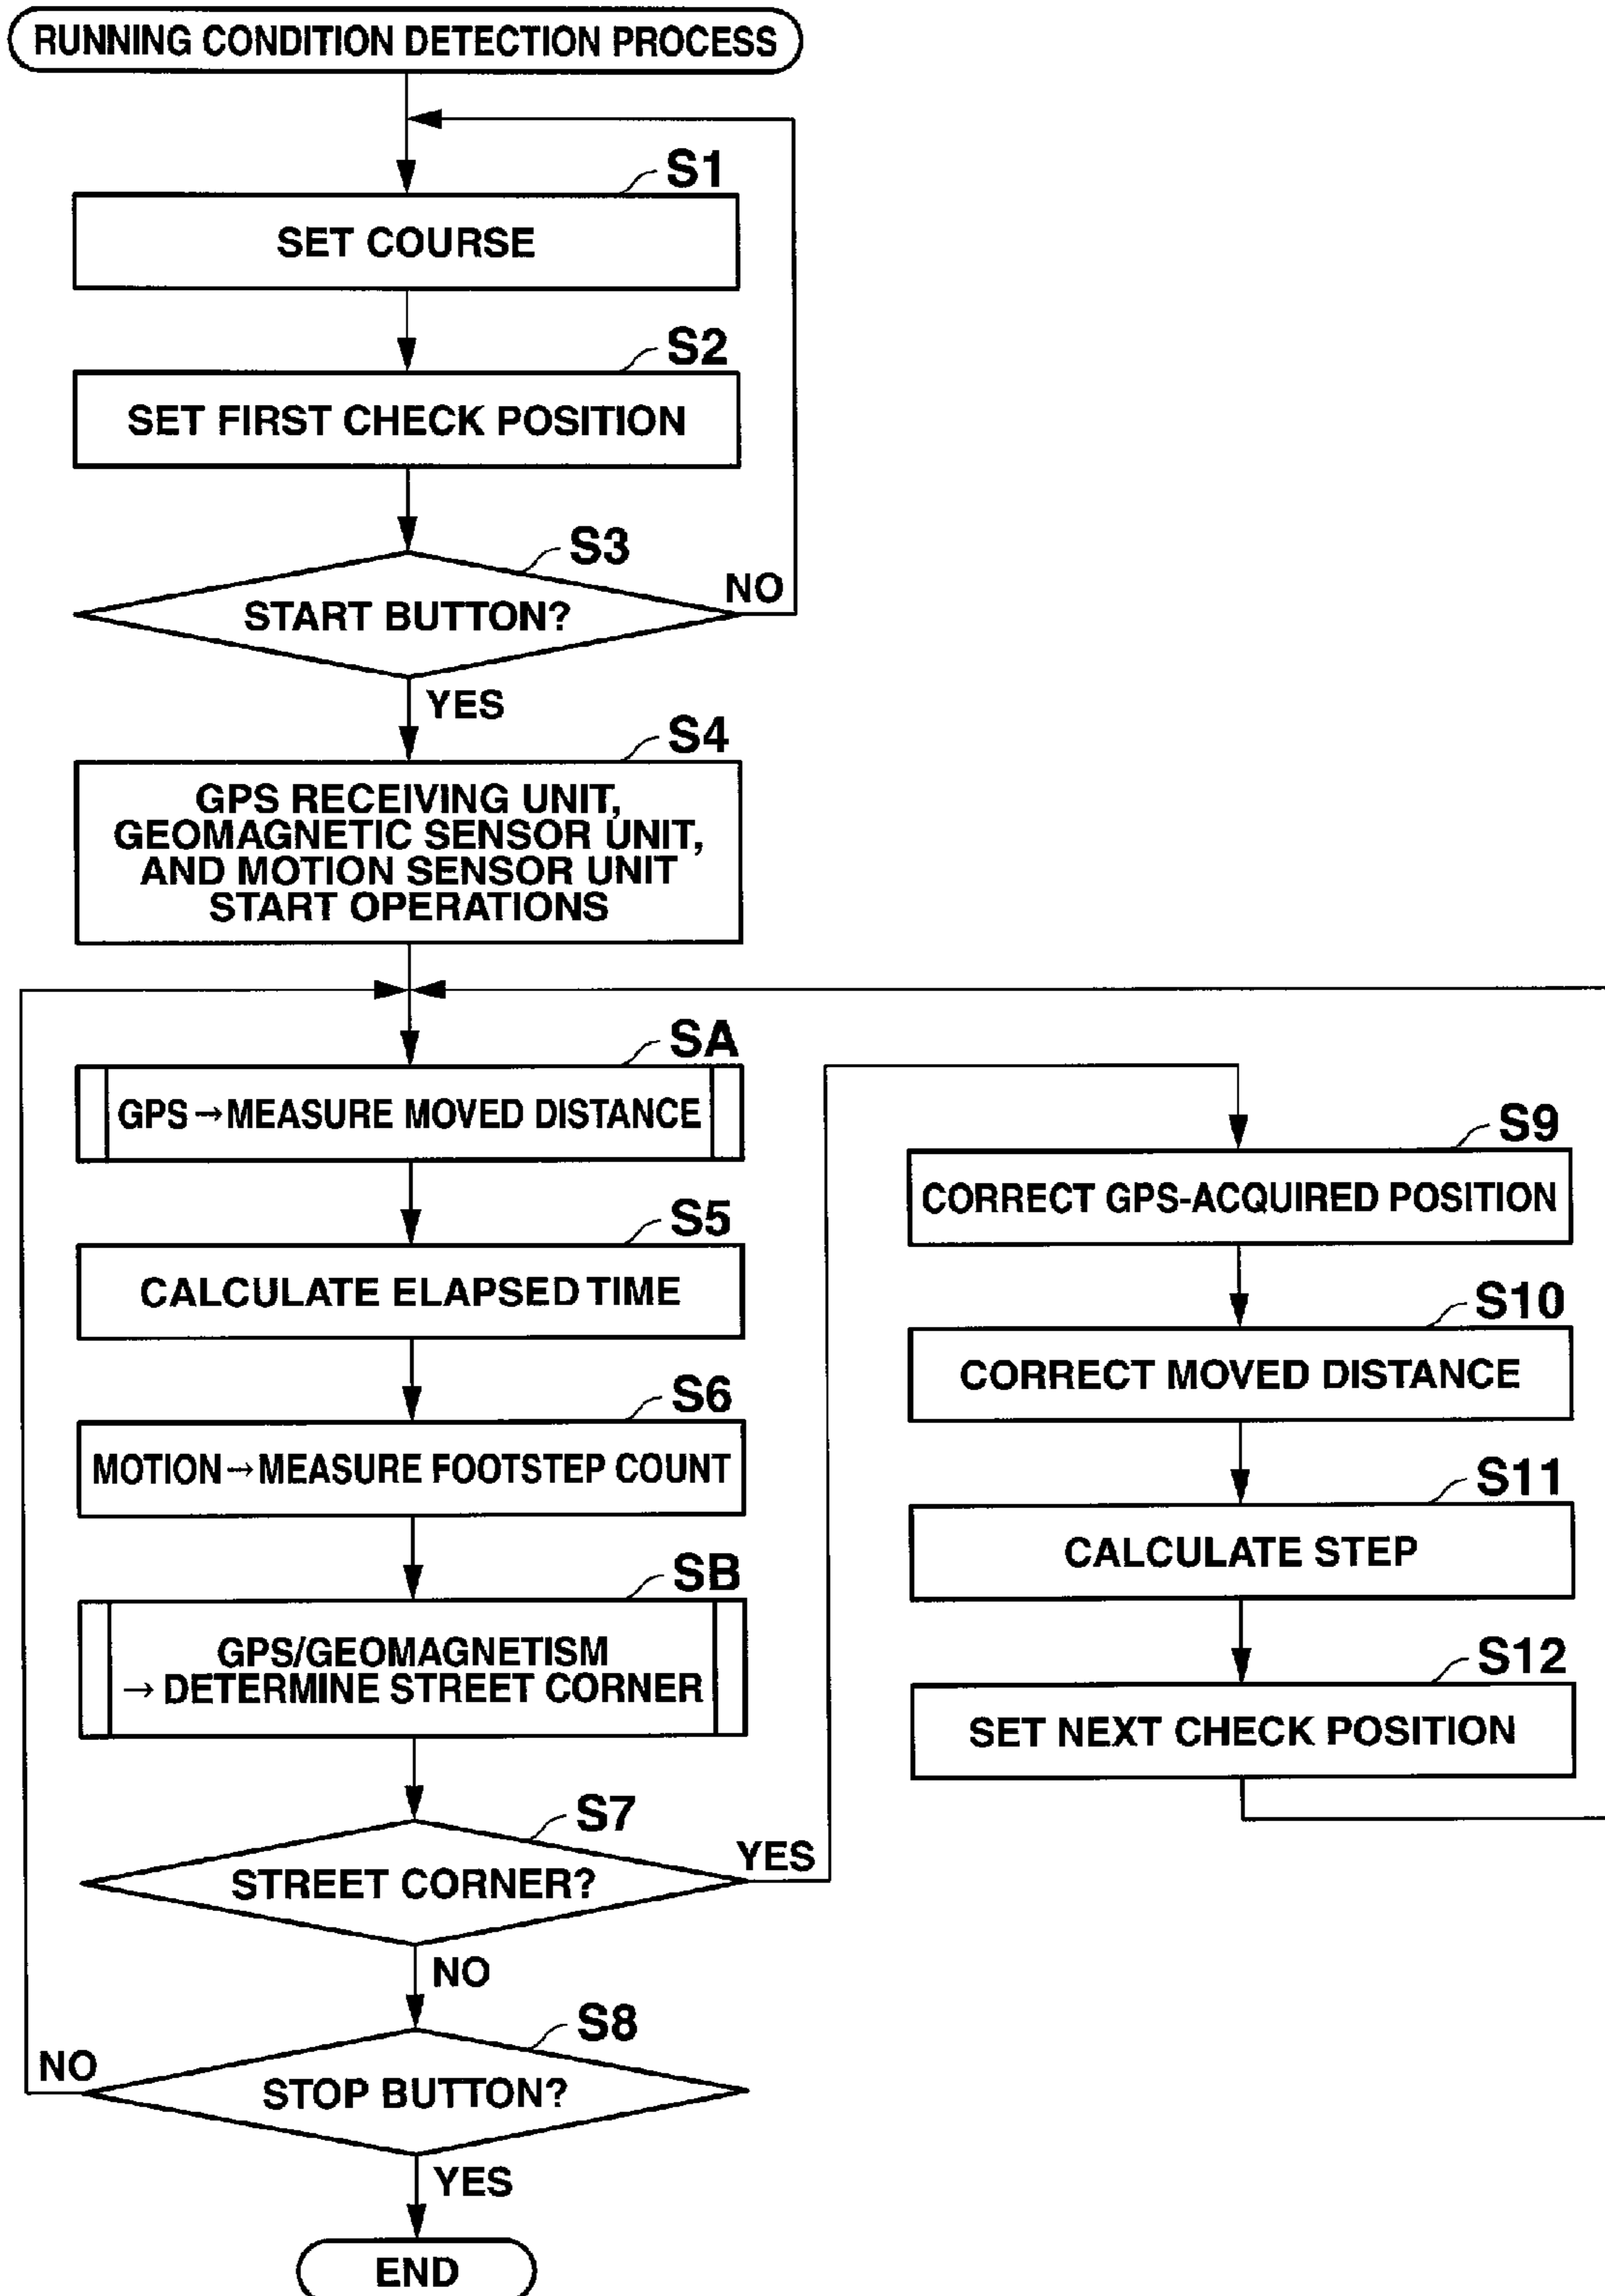 RUNNING CONDITION DETECTION PROCESS
S1
SET COURSE
S2
SET FIRST CHECK POSITION
S3
START BUTTON?
NO
YES
S4
GPS RECEIVING UNIT,
GEOMAGNETIC SENSOR UNIT,
AND MOTION SENSOR UNIT
START OPERATIONS
SA
GPS→MEASURE MOVED DISTANCE
S5
CALCULATE ELAPSED TIME
S6
MOTION→MEASURE FOOTSTEP COUNT
SB
GPS/GEOMAGNETISM
→ DETERMINE STREET CORNER
S7
STREET CORNER?
YES
NO
S8
STOP BUTTON?
NO
YES
END
S9
CORRECT GPS-ACQUIRED POSITION
S10
CORRECT MOVED DISTANCE
S11
CALCULATE STEP
S12
SET NEXT CHECK POSITION